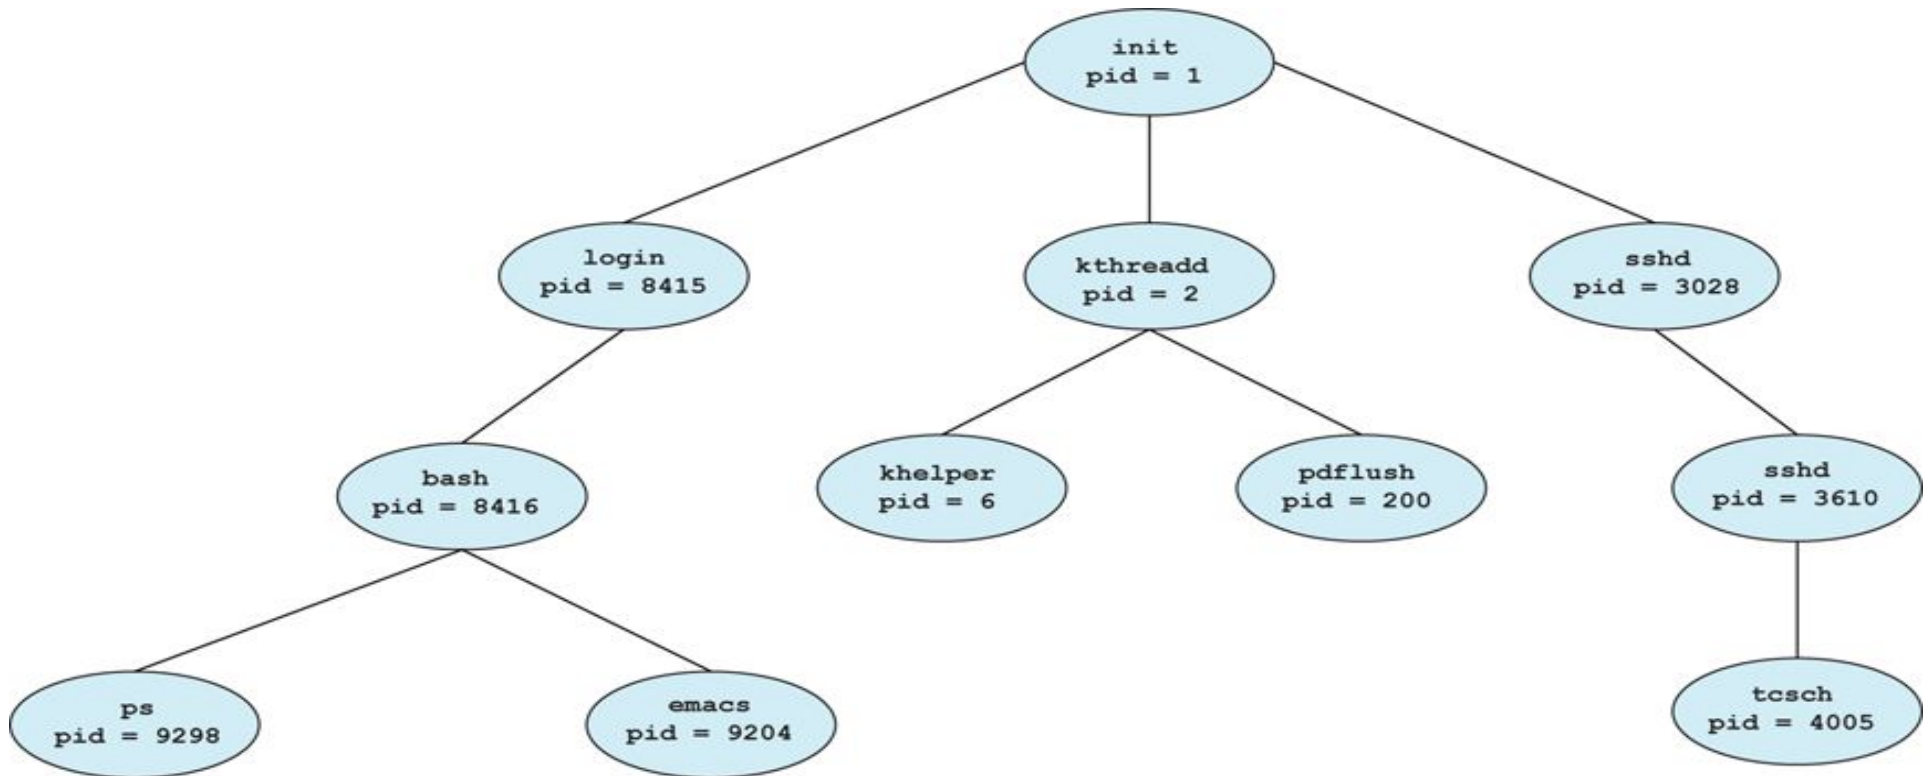 init
pid = 1
login
pid = 8415
kthreadd
pid = 2
sshd
pid = 3028
bash
pid = 8416
khelper
pid = 6
pdflush
pid = 200
sshd
pid = 3610
ps
pid = 9298
emacs
pid = 9204
tcsch
pid = 4005